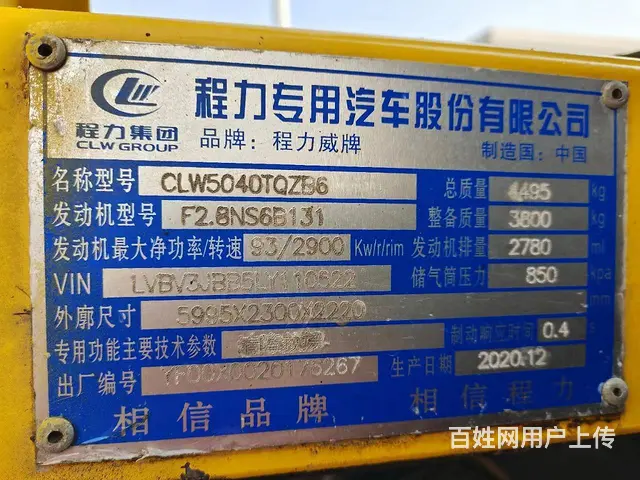 CLW
程力集团
CLW GROUP
程力专用汽车股份有限公司
品牌：程力威牌
制造国：中国
名称型号 CLW5040TQZB6 总质量 4495 kg
发动机型号 F2.8NS6B131 整备质量 3800 kg
发动机最大净功率/转速 93/2900 Kw/r/rim 发动机排量 2780 ml
VIN 储气筒压力 850 kpa
外廓尺寸 5995X2300X2220 mm
专用功能主要技术参数 制动响应时间 0.4 s
出厂编号 生产日期 2020.12
相信品牌 相信程力
百姓网用户上传